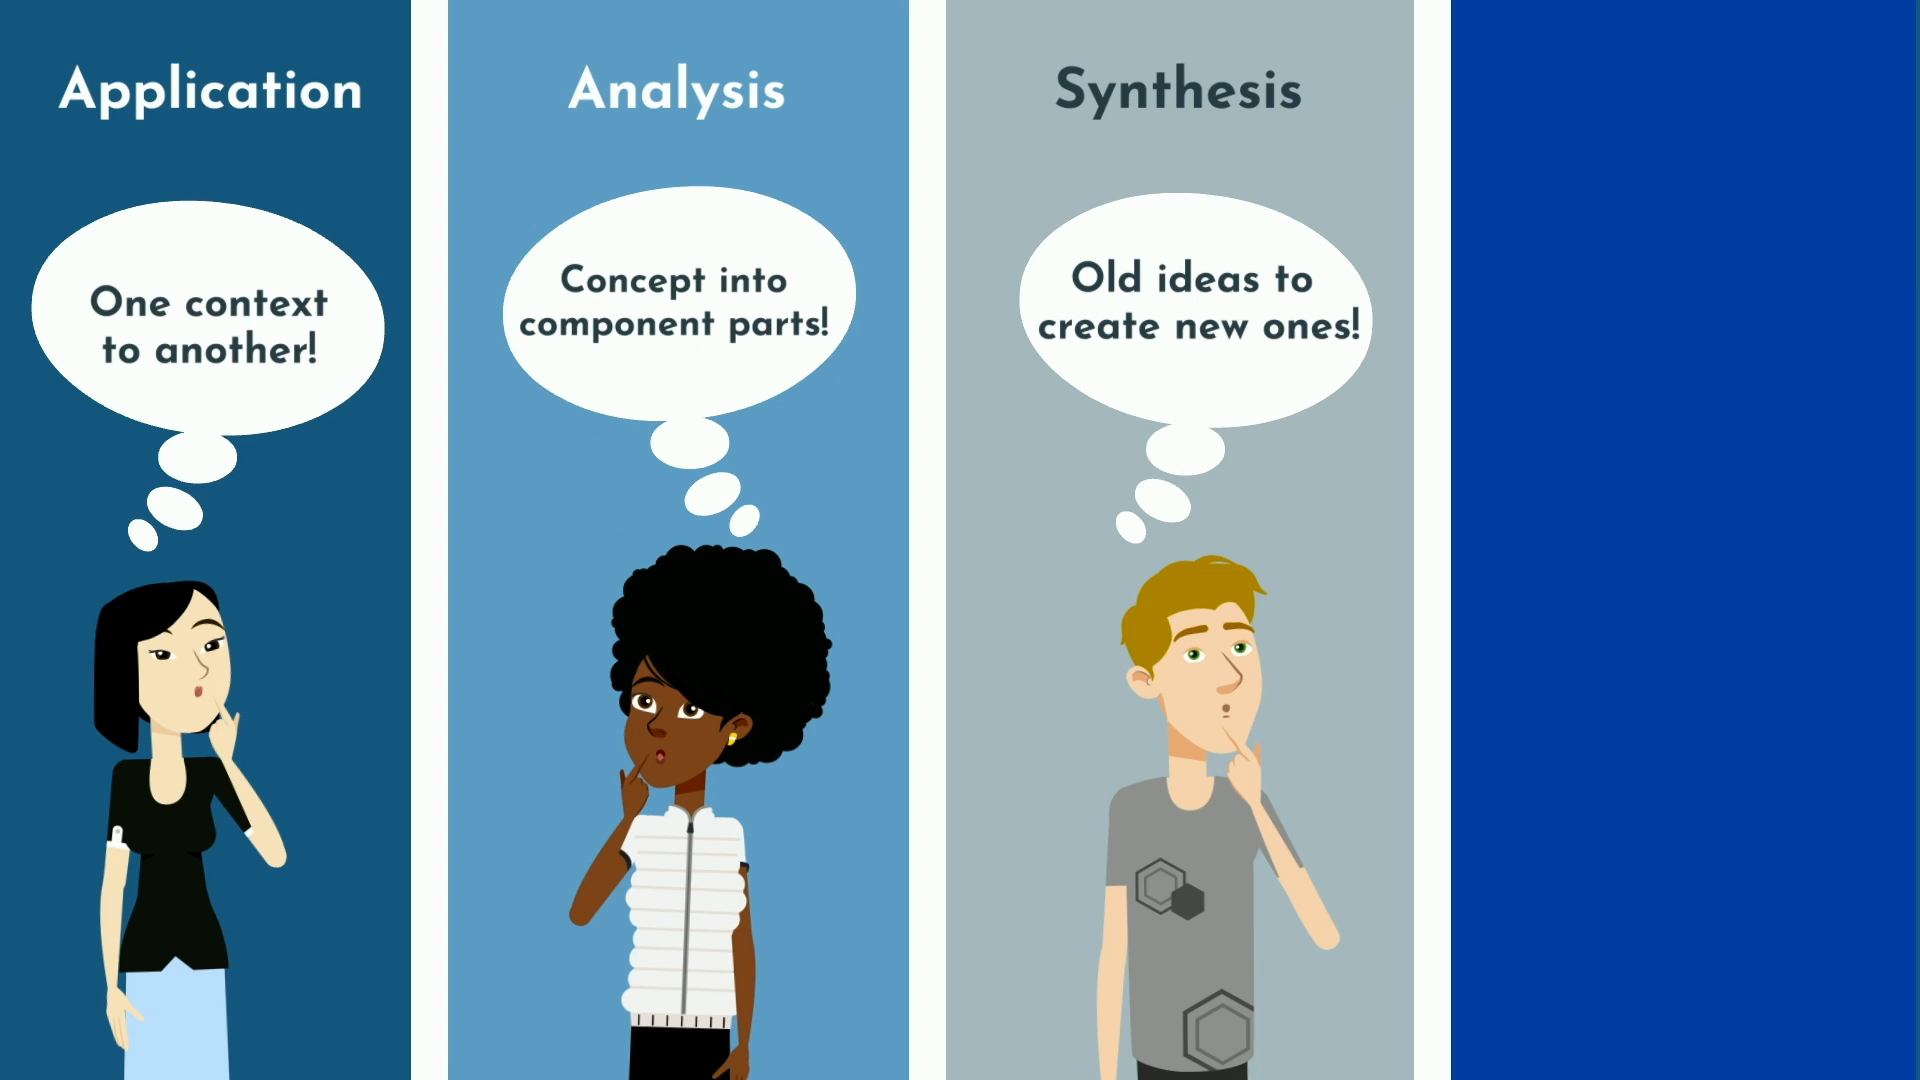 Application
One context
to another!
Analysis
Concept into
component parts!
Synthesis
Old ideas to
create new ones!